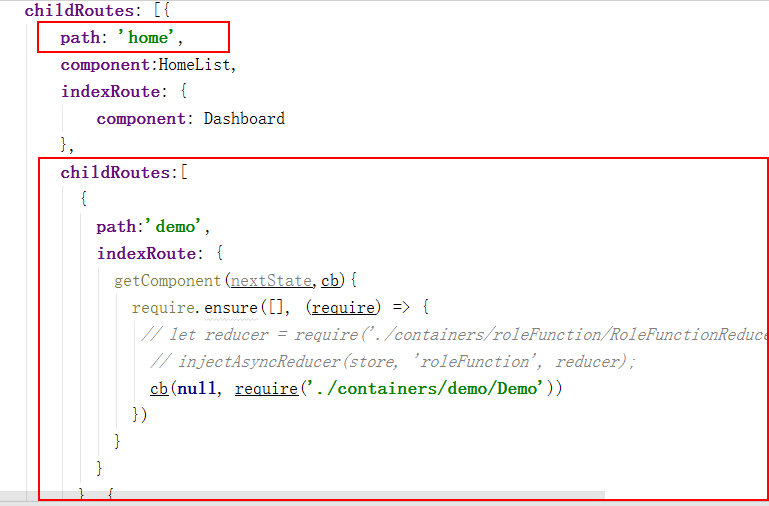 childRoutes: [{
path: 'home',
component:HomeList,
indexRoute: {
component: Dashboard
},
childRoutes:[
{
path:'demo',
indexRoute: {
getComponent(nextState,cb){
require.ensure([], (require) => {
// let reducer = require('./containers/roleFunction/RoleFunctionReduce
// injectAsyncReducer(store, 'roleFunction', reducer);
cb(null, require('./containers/demo/Demo'))
})
}
}
}, {